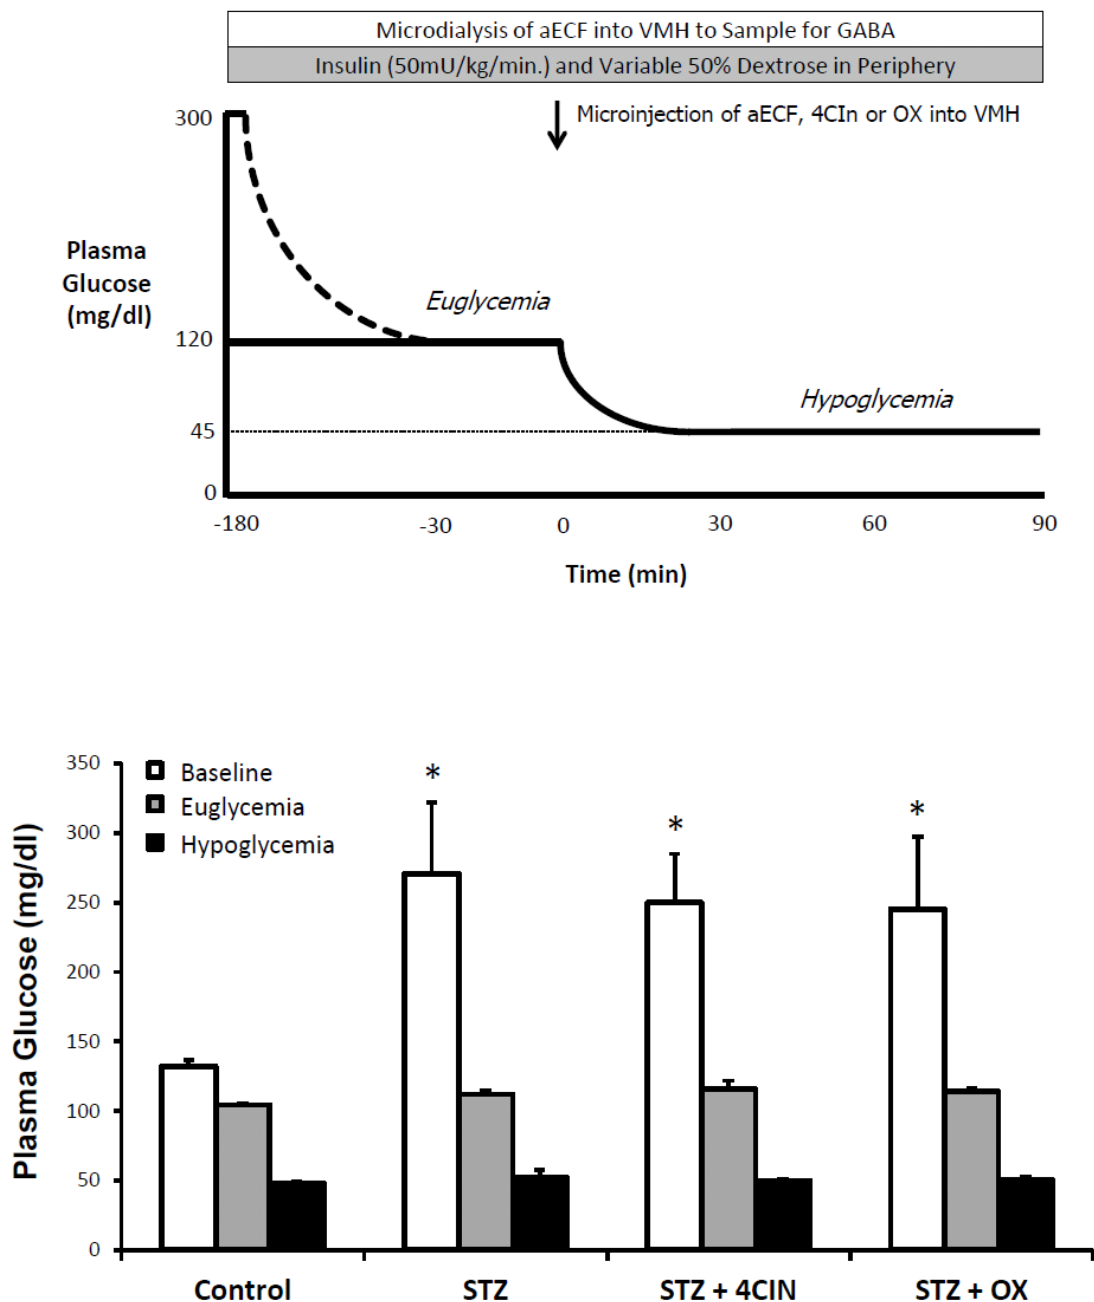 Microdialysis of aECF into VMH to Sample for GABA
Insulin (50mU/kg/min.) and Variable 50% Dextrose in Periphery
Microinjection of aECF, 4CIn or OX into VMH
300
Plasma
Glucose
(mg/dl)
Euglycemia
120
Hypoglycemia
45
0
-180 -30 0 30 60 90
Time (min)
350
Baseline
*
Euglycemia
*
*
300
Hypoglycemia
250
200
150
100
50
0
Plasma Glucose (mg/dl)
Control STZ STZ + 4CIN STZ + OX